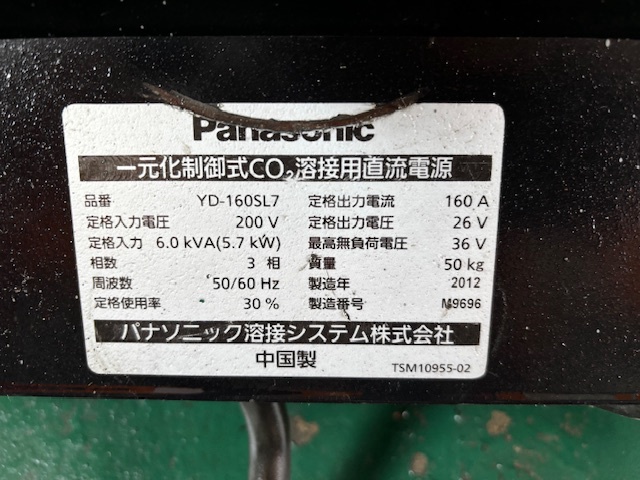 Panasonic
一元化制御式CO₂溶接用直流電源
品番 YD-160SL7 定格出力電流 160 A
定格入力電圧 200 V 定格出力電圧 26 V
定格入力 6.0 kVA(5.7 kW) 最高無負荷電圧 36 V
相数 3 相 質量 50 kg
周波数 50/60 Hz 製造年 2012
定格使用率 30 % 製造番号 M9696
パナソニック溶接システム株式会社
中国製 TSM10955-02